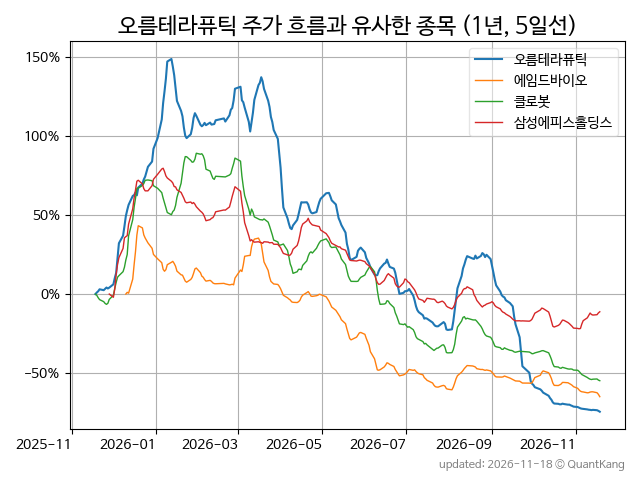 오름테라퓨틱 주가 흐름과 유사한 종목 (1년, 5일선)
150%
100%
50%
0%
−50%
오름테라퓨틱
에임드바이오
클로봇
삼성에피스홀딩스
2025-11
2026-01
2026-03
2026-05
2026-07
2026-09
2026-11
updated: 2026-11-18 © QuantKang